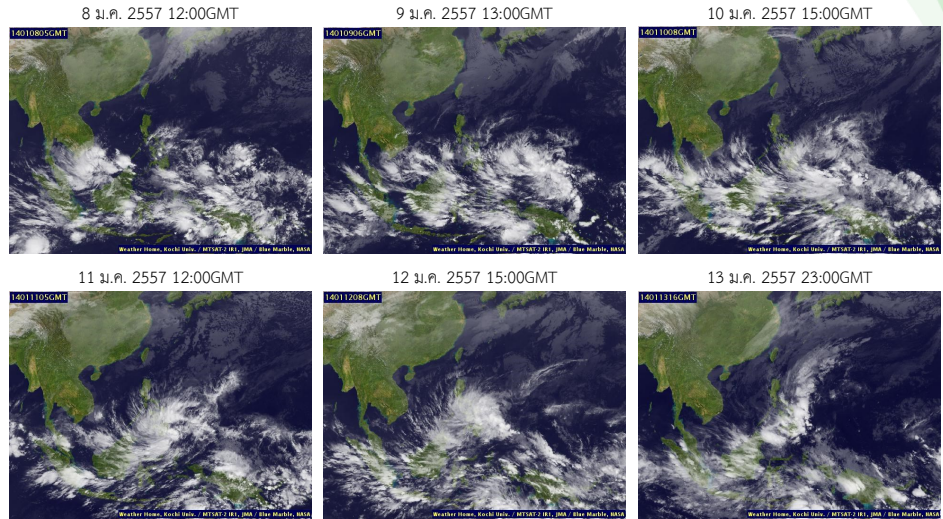 8 ม.ค. 2557 12:00GMT
9 ม.ค. 2557 13:00GMT
10 ม.ค. 2557 15:00GMT
14010805GMT
14010906GMT
14011008GMT
Weather Home, Kochi Univ. / MTSAT-2 IR1, JMA / Blue Marble, NASA
Weather Home, Kochi Univ. / MTSAT-2 IR1, JMA / Blue Marble, NASA
Weather Home, Kochi Univ. / MTSAT-2 IR1, JMA / Blue Marble, NASA
11 ม.ค. 2557 12:00GMT
12 ม.ค. 2557 15:00GMT
13 ม.ค. 2557 23:00GMT
14011105GMT
14011208GMT
14011316GMT
Weather Home, Kochi Univ. / MTSAT-2 IR1, JMA / Blue Marble, NASA
Weather Home, Kochi Univ. / MTSAT-2 IR1, JMA / Blue Marble, NASA
Weather Home, Kochi Univ. / MTSAT-2 IR1, JMA / Blue Marble, NASA